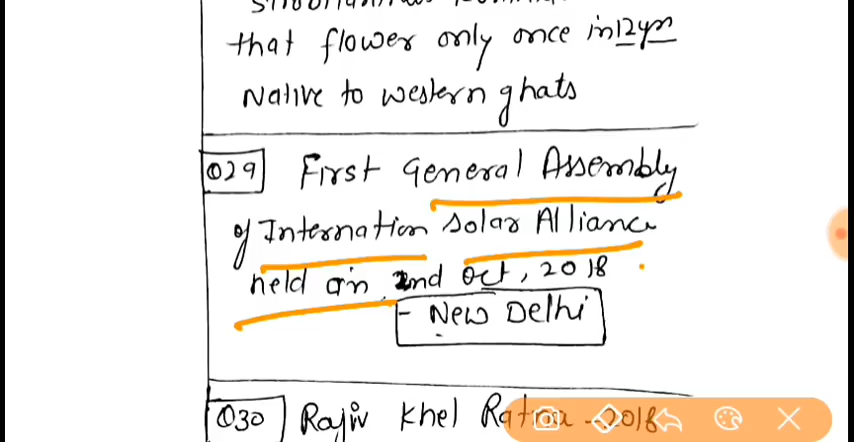 that flower only once in 12 yrs
Native to western ghats
Q29 First General Assembly
of Internation Solar Alliance
held on 2nd Oct, 2018
- New Delhi
Q30 Rajiv Khel Ratna - 2018